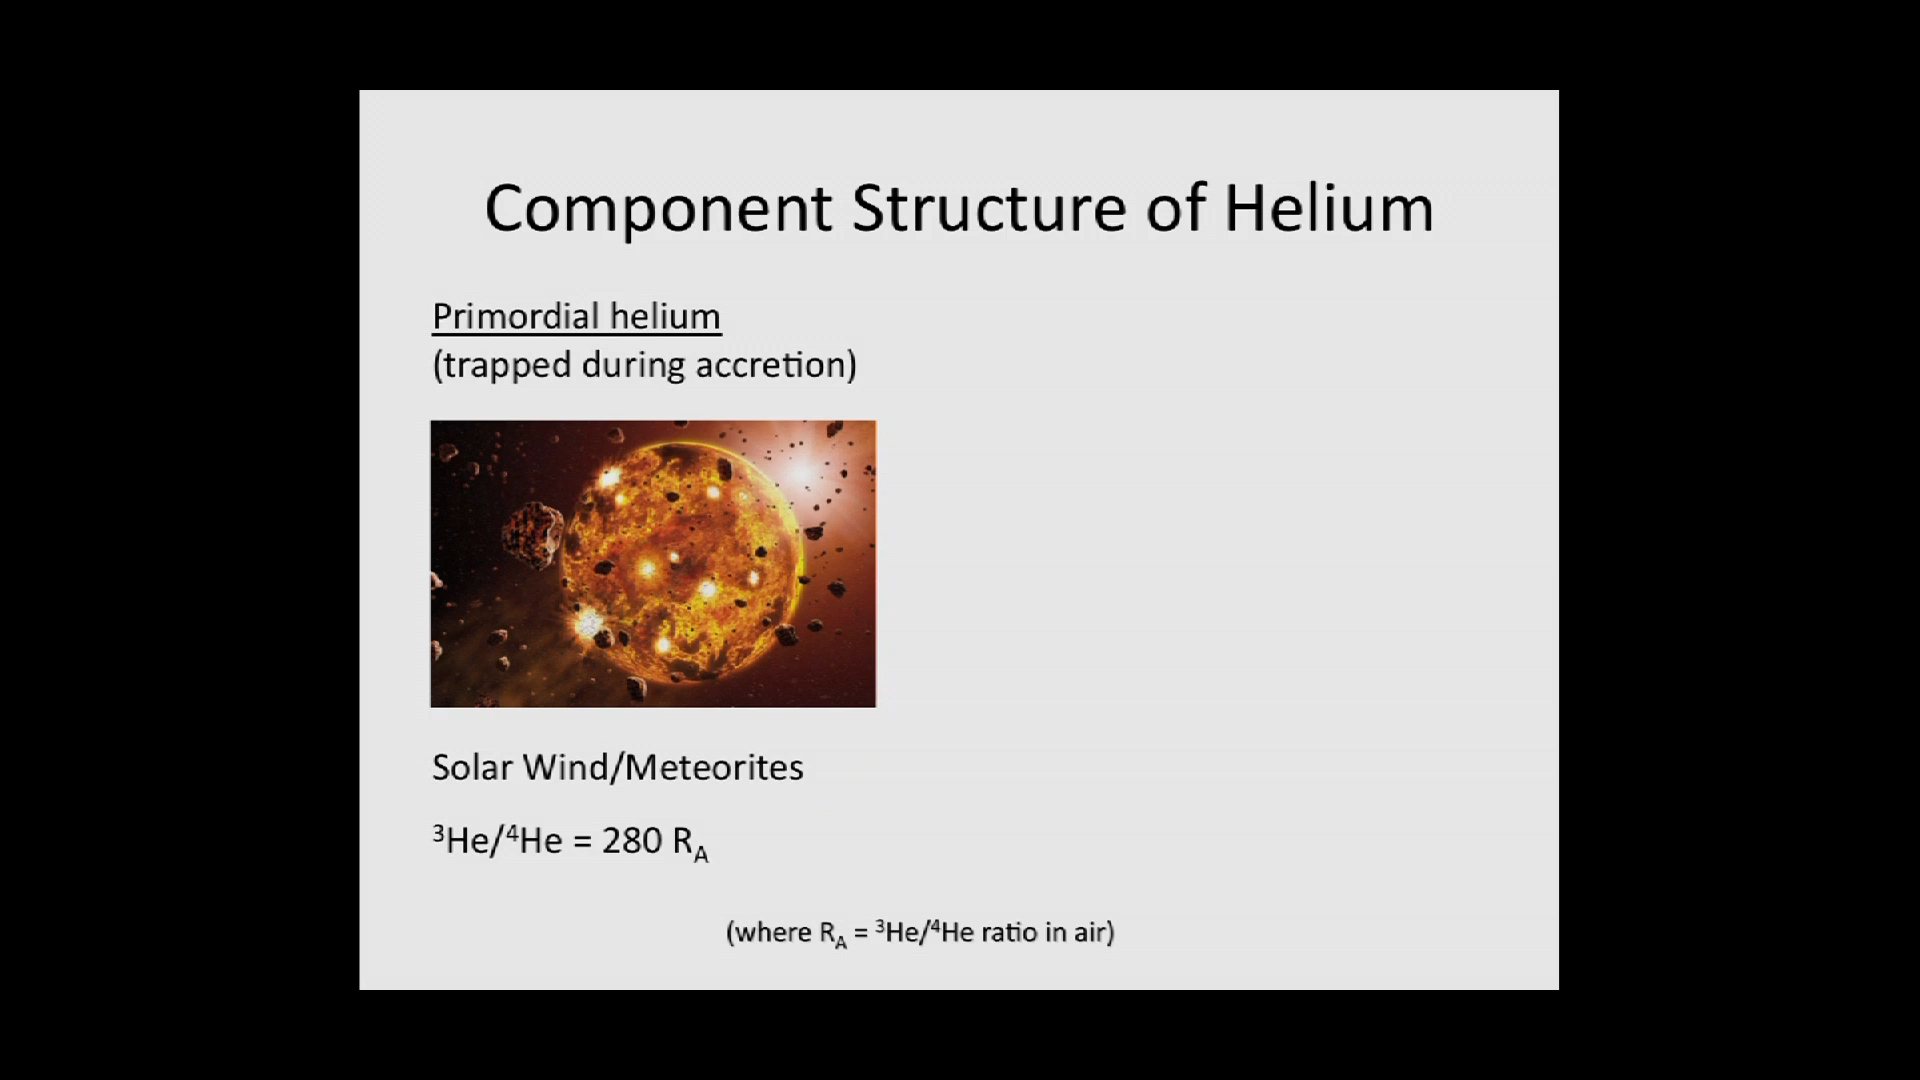 Component Structure of Helium
Primordial helium
(trapped during accretion)
Solar Wind/Meteorites
³He/⁴He = 280 R_A
(where R_A = ³He/⁴He ratio in air)